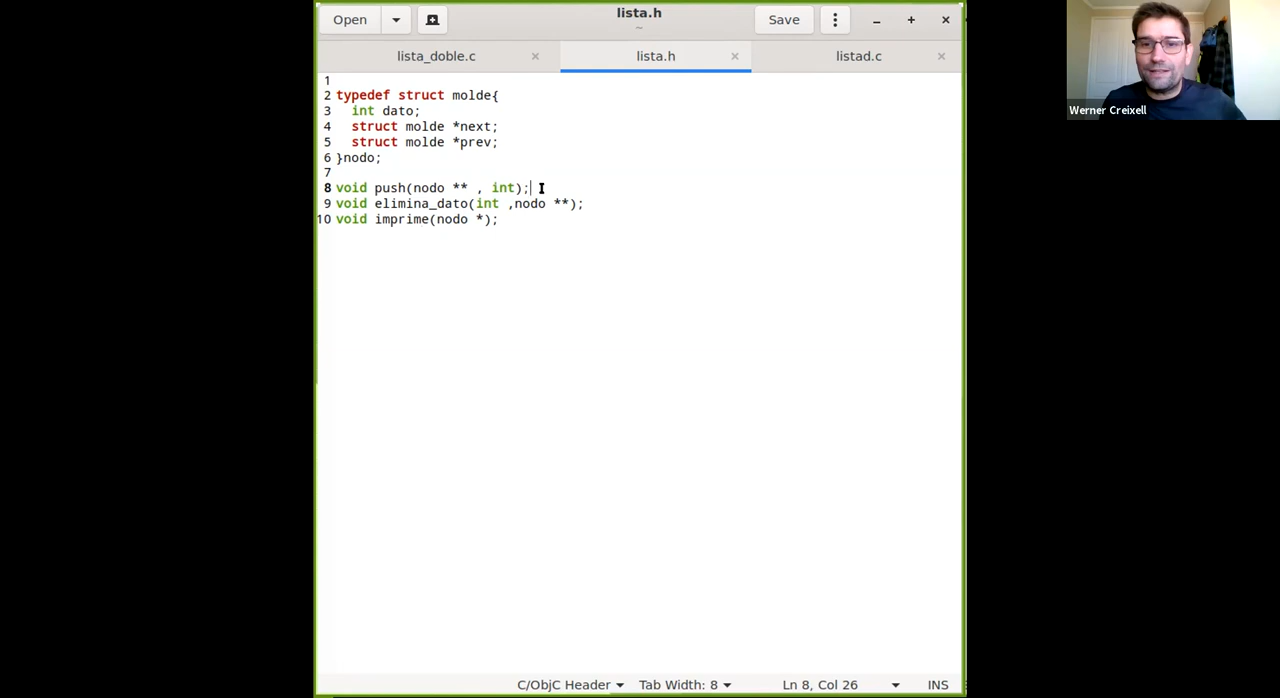 Open
lista.h
~
Save
lista_doble.c
lista.h
listad.c
1
2 typedef struct molde{
3 int dato;
4 struct molde *next;
5 struct molde *prev;
6 }nodo;
7
8 void push(nodo ** , int);
9 void elimina_dato(int ,nodo **);
10 void imprime(nodo *);
C/ObjC Header
Tab Width: 8
Ln 8, Col 26
INS
Werner Creixell